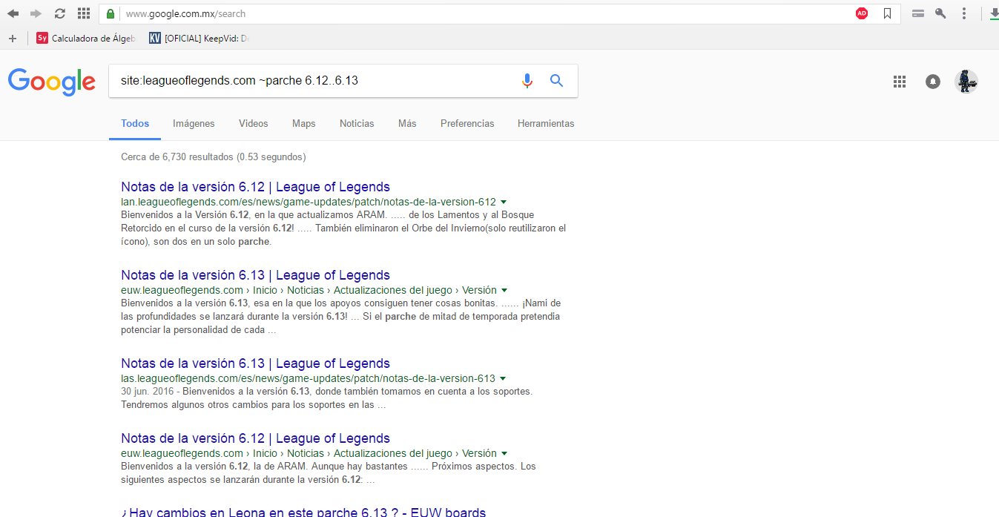 www.google.com.mx/search
AD
Sy Calculadora de Álgeb
KV [OFICIAL] KeepVid: D
Google
site:leagueoflegends.com ~parche 6.12..6.13
Todos Imágenes Videos Maps Noticias Más Preferencias Herramientas
Cerca de 6,730 resultados (0.53 segundos)
Notas de la versión 6.12 | League of Legends
lan.leagueoflegends.com/es/news/game-updates/patch/notas-de-la-version-612
Bienvenidos a la Versión 6.12, en la que actualizamos ARAM. ..... de los Lamentos y al Bosque
Retorcido en el curso de la versión 6.12! ..... También eliminaron el Orbe del Invierno(solo reutilizaron el
ícono), son dos en un solo parche.
Notas de la versión 6.13 | League of Legends
euw.leagueoflegends.com › Inicio › Noticias › Actualizaciones del juego › Versión
Bienvenidos a la versión 6.13, esa en la que los apoyos consiguen tener cosas bonitas. ...... ¡Nami de
las profundidades se lanzará durante la versión 6.13! ... Si el parche de mitad de temporada pretendia
potenciar la personalidad de cada ...
Notas de la versión 6.13 | League of Legends
las.leagueoflegends.com/es/news/game-updates/patch/notas-de-la-version-613
30 jun. 2016 - Bienvenidos a la versión 6.13, donde también tomamos en cuenta a los soportes.
Tendremos algunos otros cambios para los soportes en las ...
Notas de la versión 6.12 | League of Legends
euw.leagueoflegends.com › Inicio › Noticias › Actualizaciones del juego › Versión
Bienvenidos a la versión 6.12, la de ARAM. Aunque hay bastantes ...... Próximos aspectos. Los
siguientes aspectos se lanzarán durante la versión 6.12: ...
¿Hay cambios en Leona en este parche 6.13 ? - EUW boards